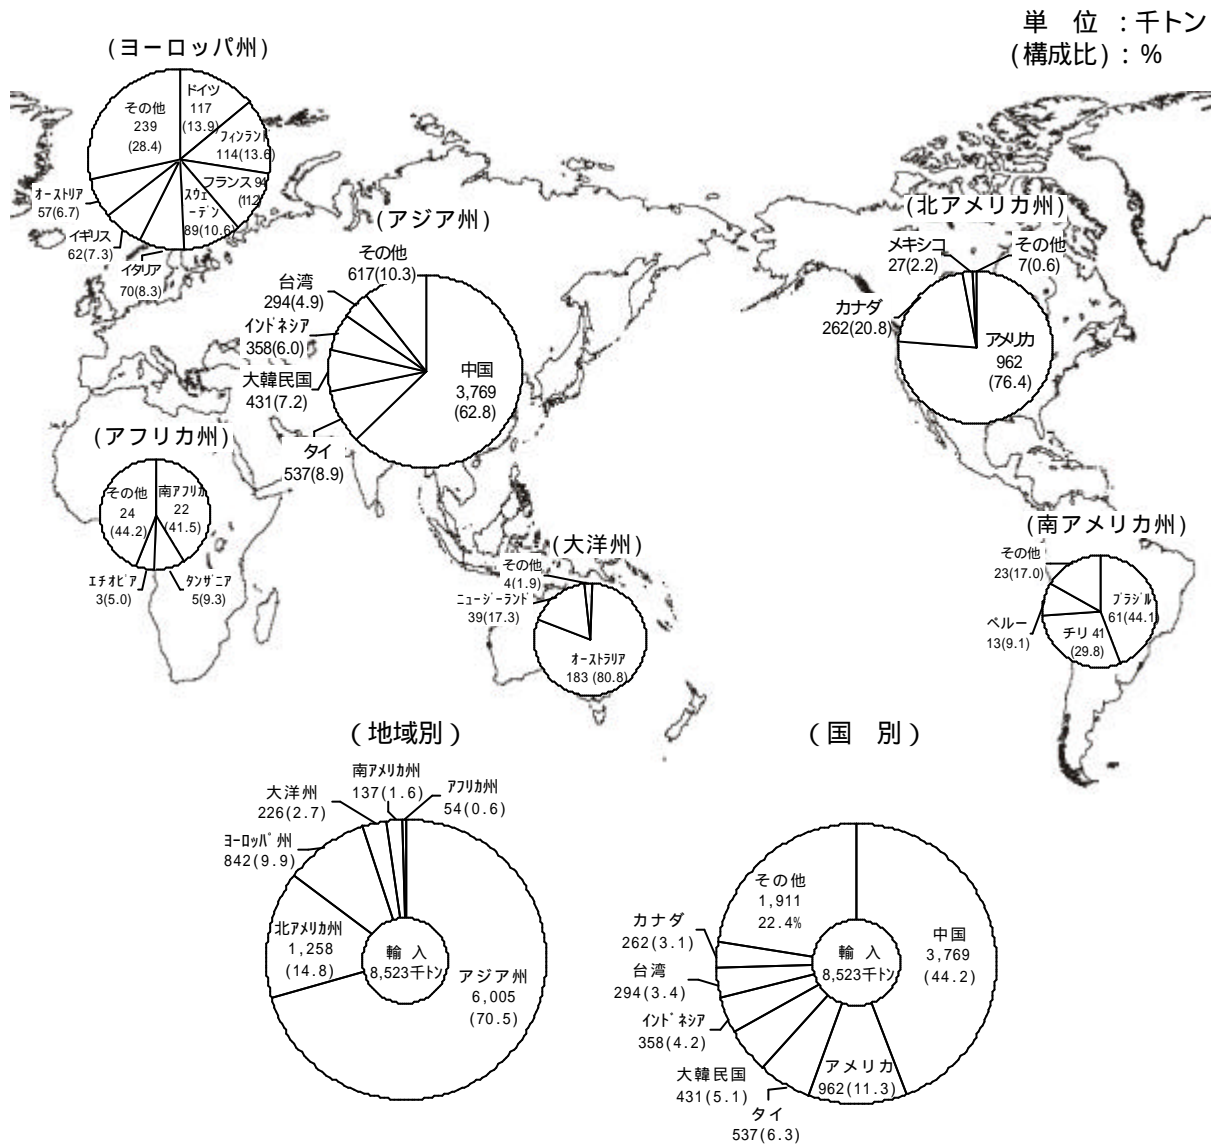 単 位 : 千トン
(構成比) : %
(ヨーロッパ州)
その他
239
(28.4)
ドイツ
117
(13.9)
フィンランド
114(13.6)
フランス 94
(11.2)
スウェ
ーデン
89(10.6)
オーストリア
57(6.7)
イギリス
62(7.3)
イタリア
70(8.3)
(アジア州)
その他
617(10.3)
台湾
294(4.9)
インドネシア
358(6.0)
大韓民国
431(7.2)
タイ
537(8.9)
中国
3,769
(62.8)
(北アメリカ州)
メキシコ
27(2.2)
その他
7(0.6)
カナダ
262(20.8)
アメリカ
962
(76.4)
(アフリカ州)
その他
24
(44.2)
南アフリカ
22
(41.5)
エチオピア
3(5.0)
タンザニア
5(9.3)
(大洋州)
その他
4(1.9)
ニュージーランド
39(17.3)
オーストラリア
183 (80.8)
(南アメリカ州)
その他
23(17.0)
ブラジル
61(44.1)
ペルー
13(9.1)
チリ 41
(29.8)
(地域別)
南アメリカ州
137(1.6)
アフリカ州
54(0.6)
大洋州
226(2.7)
ヨーロッパ州
842(9.9)
北アメリカ州
1,258
(14.8)
輸 入
8,523千トン
アジア州
6,005
(70.5)
(国 別)
その他
1,911
22.4%
カナダ
262(3.1)
台湾
294(3.4)
インドネシア
358(4.2)
大韓民国
431(5.1)
タイ
537(6.3)
アメリカ
962(11.3)
輸 入
8,523千トン
中国
3,769
(44.2)